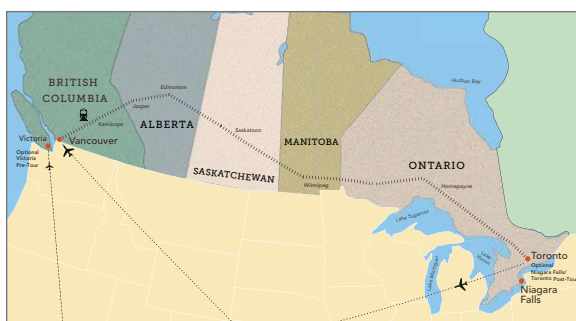 Hudson Bay
BRITISH
COLUMBIA
Edmonton
Jasper
Kamloops
ALBERTA
Saskatoon
Victoria
Optional
Victoria
Pre-Tour
Vancouver
MANITOBA
SASKATCHEWAN
Winnipeg
ONTARIO
Hornepayne
Lake Superior
Lake Michigan
Lake
Huron
Toronto
Optional
Niagara Falls/
Toronto Post-Tour
Niagara
Falls